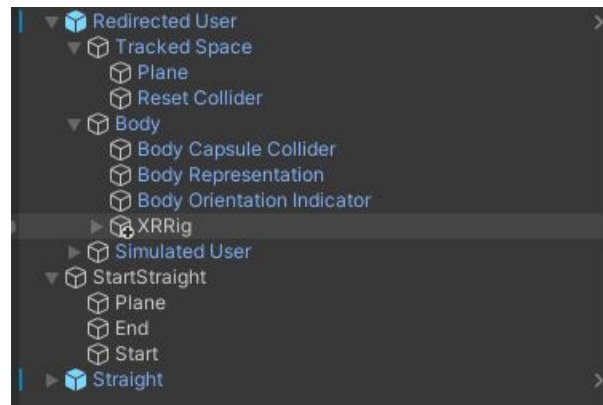 Redirected User
Tracked Space
Plane
Reset Collider
Body
Body Capsule Collider
Body Representation
Body Orientation Indicator
XRRig
Simulated User
StartStraight
Plane
End
Start
Straight